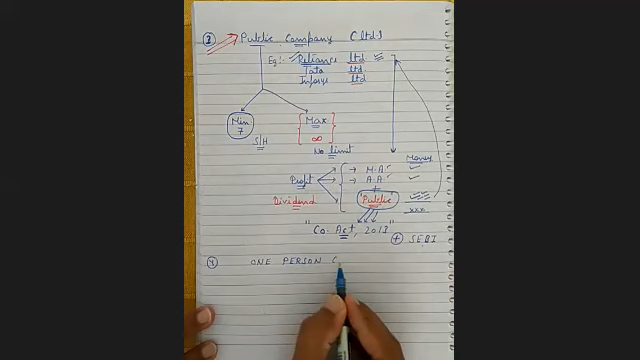 ③ Public Company (Ltd.)
Eg:- Reliance Ltd.
Tata Ltd.
Infosys Ltd
Min 7
S/H
Max ∞
No limit
Money
Profit → M.A
Dividend → A.A
+
"Public"
xxx
"Co. Act, 2013"
+ SEBI
④ ONE PERSON C